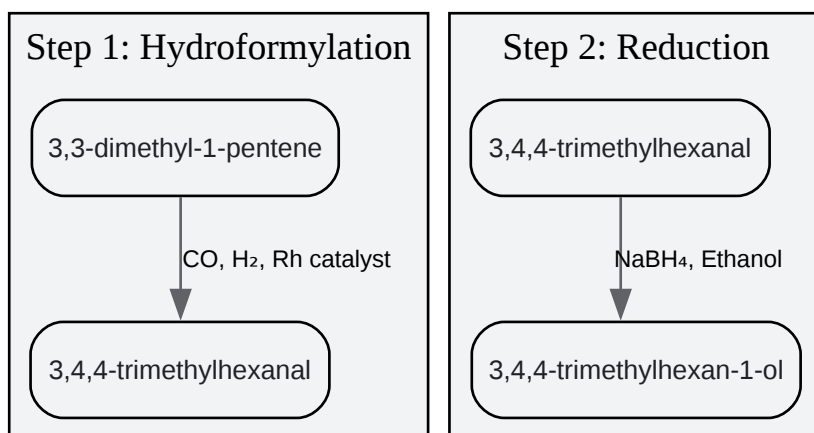 Step 1: Hydroformylation
3,3-dimethyl-1-pentene
CO, H₂, Rh catalyst
3,4,4-trimethylhexanal
Step 2: Reduction
3,4,4-trimethylhexanal
NaBH₄, Ethanol
3,4,4-trimethylhexan-1-ol